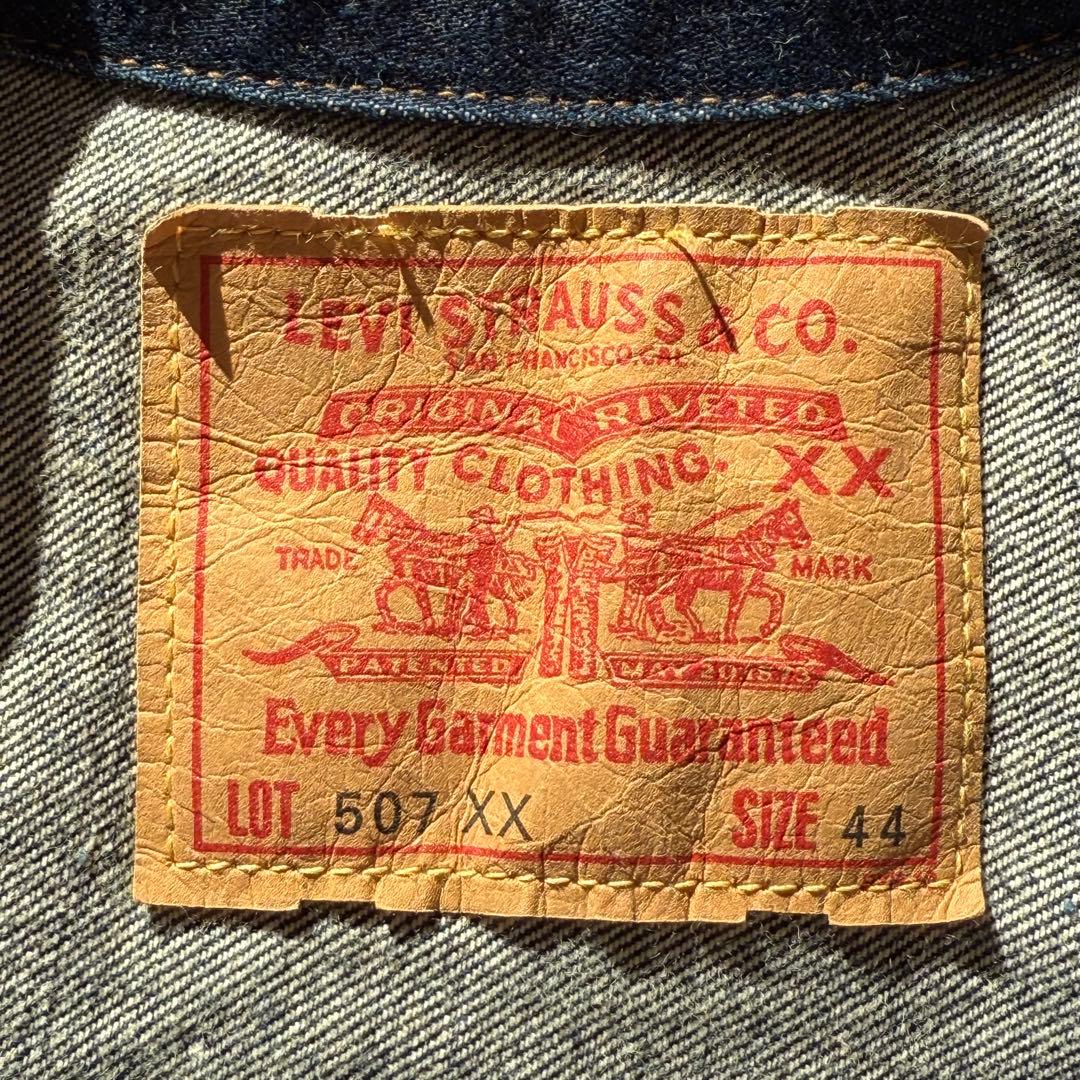 LEVI STRAUSS & CO.
SAN FRANCISCO, CAL.
ORIGINAL RIVETED
QUALITY CLOTHING. XX
TRADE MARK
PATENTED MAY 20 1873
Every Garment Guaranteed
LOT 507 XX SIZE 44